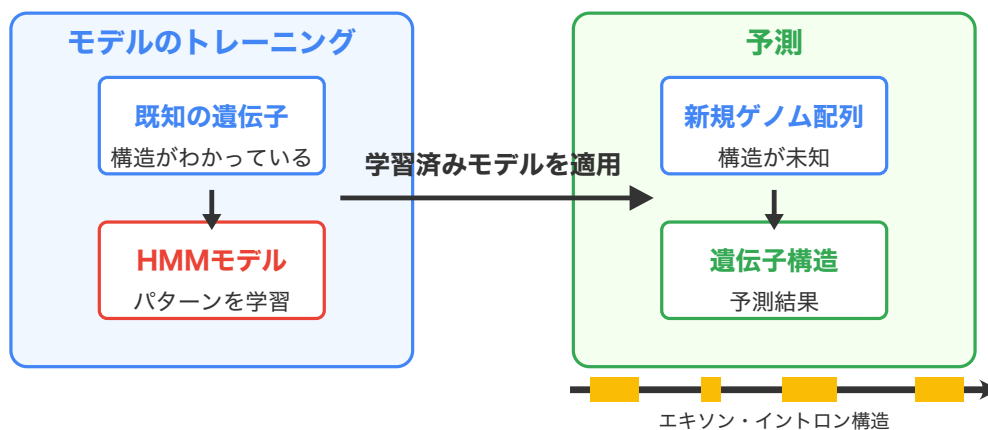 モデルのトレーニング
既知の遺伝子
構造がわかっている
HMMモデル
パターンを学習
学習済みモデルを適用
予測
新規ゲノム配列
構造が未知
遺伝子構造
予測結果
エキソン・イントロン構造